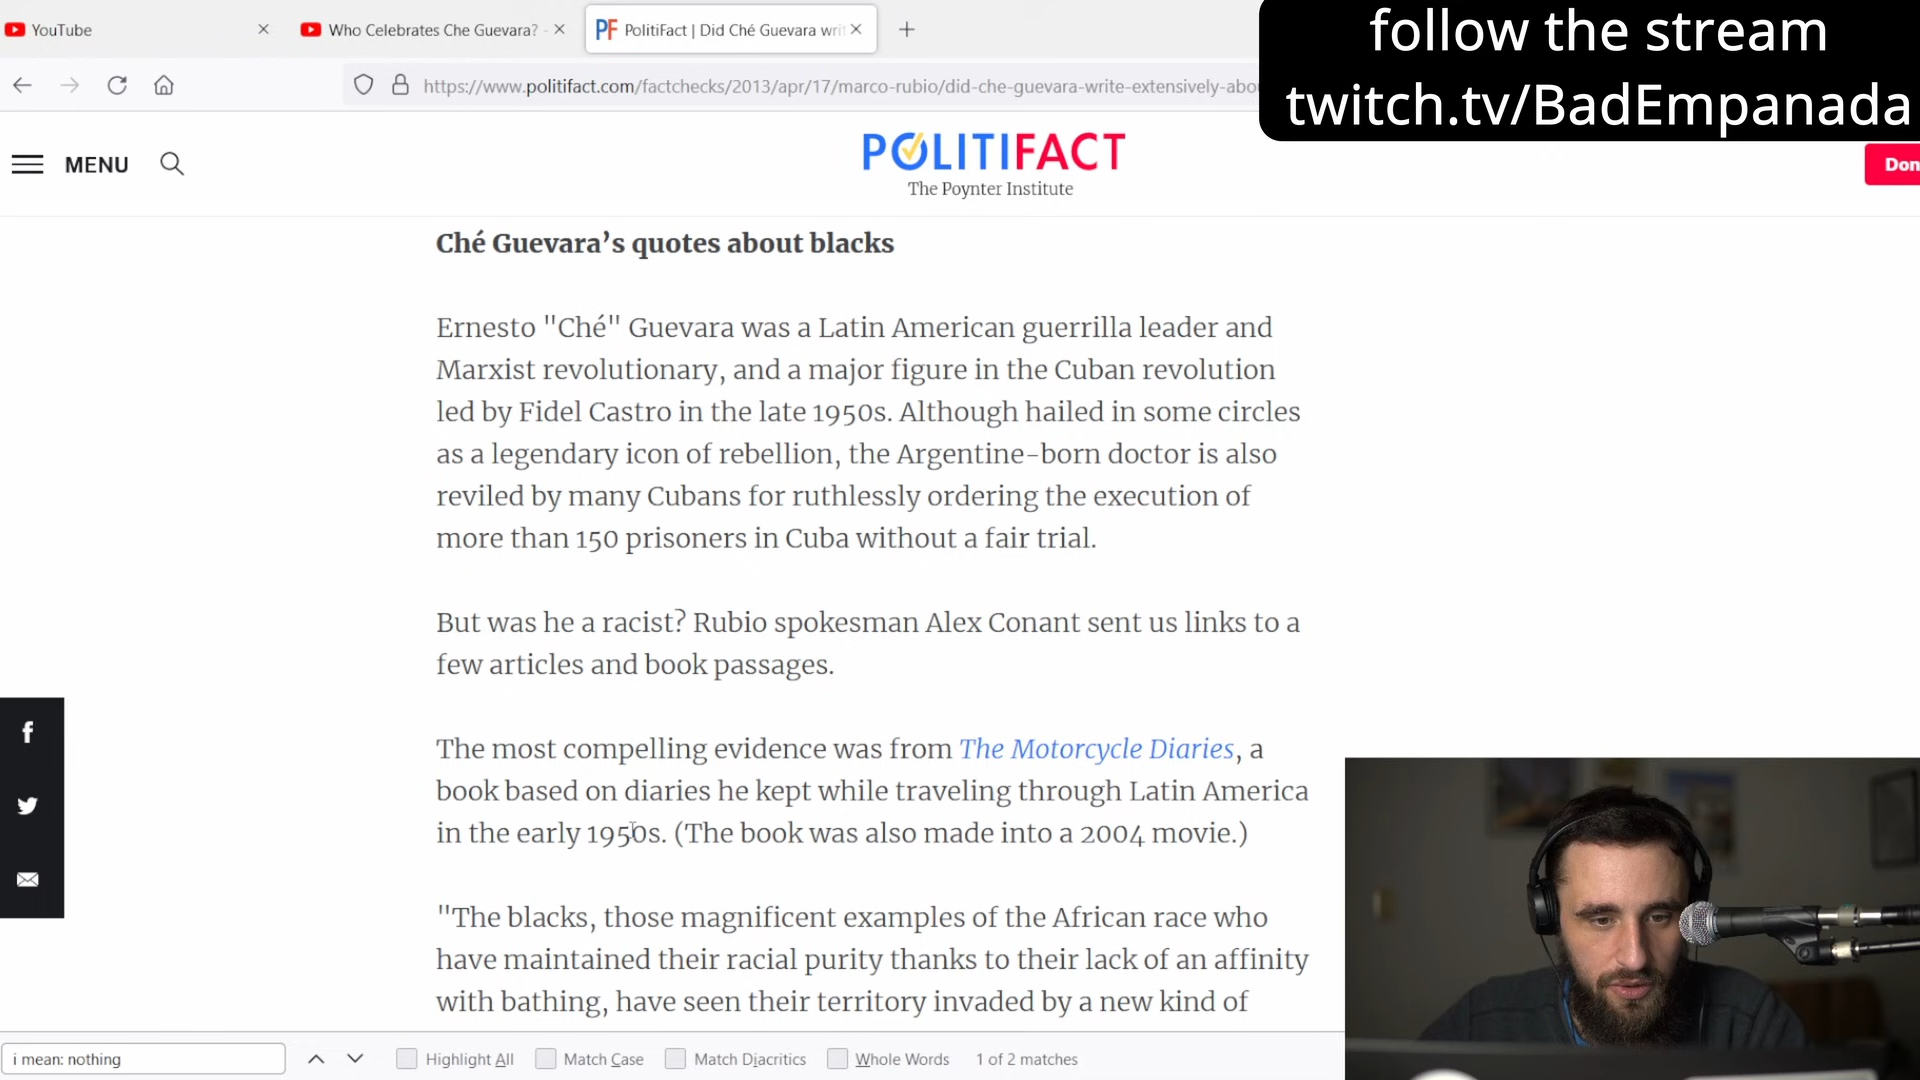 YouTube
Who Celebrates Che Guevara? -
PF PolitiFact | Did Ché Guevara wri
follow the stream
twitch.tv/BadEmpanada
https://www.politifact.com/factchecks/2013/apr/17/marco-rubio/did-che-guevara-write-extensively-abo
MENU
POLITIFACT
The Poynter Institute
Don
Ché Guevara’s quotes about blacks
Ernesto "Ché" Guevara was a Latin American guerrilla leader and
Marxist revolutionary, and a major figure in the Cuban revolution
led by Fidel Castro in the late 1950s. Although hailed in some circles
as a legendary icon of rebellion, the Argentine-born doctor is also
reviled by many Cubans for ruthlessly ordering the execution of
more than 150 prisoners in Cuba without a fair trial.
But was he a racist? Rubio spokesman Alex Conant sent us links to a
few articles and book passages.
The most compelling evidence was from The Motorcycle Diaries, a
book based on diaries he kept while traveling through Latin America
in the early 1950s. (The book was also made into a 2004 movie.)
"The blacks, those magnificent examples of the African race who
have maintained their racial purity thanks to their lack of an affinity
with bathing, have seen their territory invaded by a new kind of
i mean: nothing
Highlight All
Match Case
Match Diacritics
Whole Words
1 of 2 matches